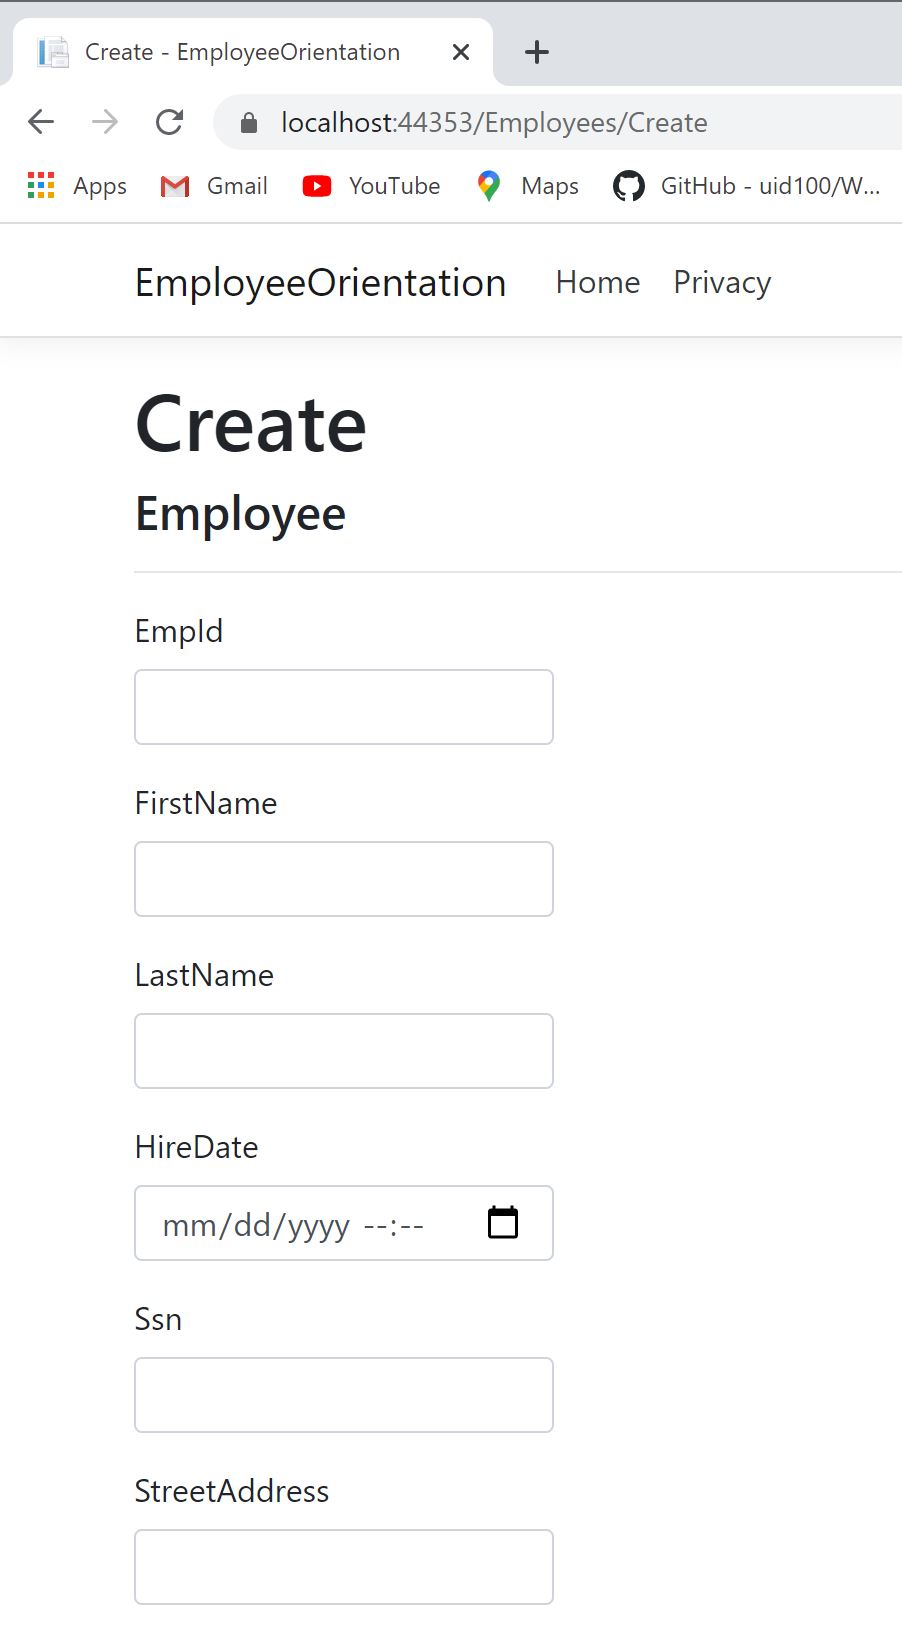 Create - EmployeeOrientation
localhost:44353/Employees/Create
Apps Gmail YouTube Maps GitHub - uid100/W...
EmployeeOrientation Home Privacy
Create
Employee
EmpId
FirstName
LastName
HireDate
mm/dd/yyyy --:--
Ssn
StreetAddress